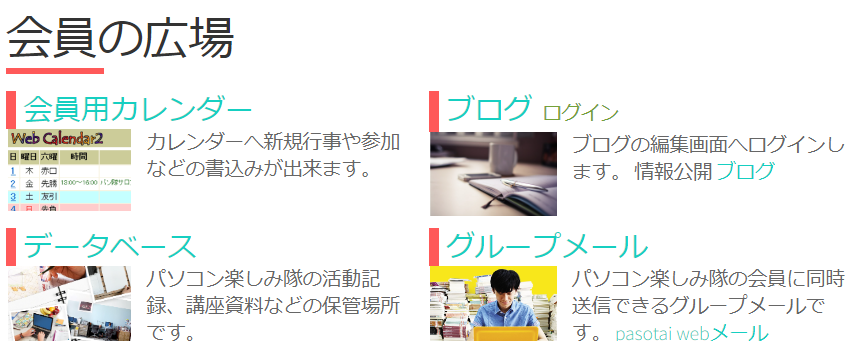 会員の広場
会員用カレンダー
Web Calendar2
日 曜日 六曜 時間
1 木 赤口
2 金 先勝 13:00～16:00
3 土 友引
カレンダーへ新規行事や参加
などの書込みが出来ます。
ブログ ログイン
ブログの編集画面へログインし
ます。 情報公開 ブログ
データベース
パソコン楽しみ隊の活動記
録、講座資料などの保管場所
です。
グループメール
パソコン楽しみ隊の会員に同時
送信できるグループメールで
す。 pasotai webメール